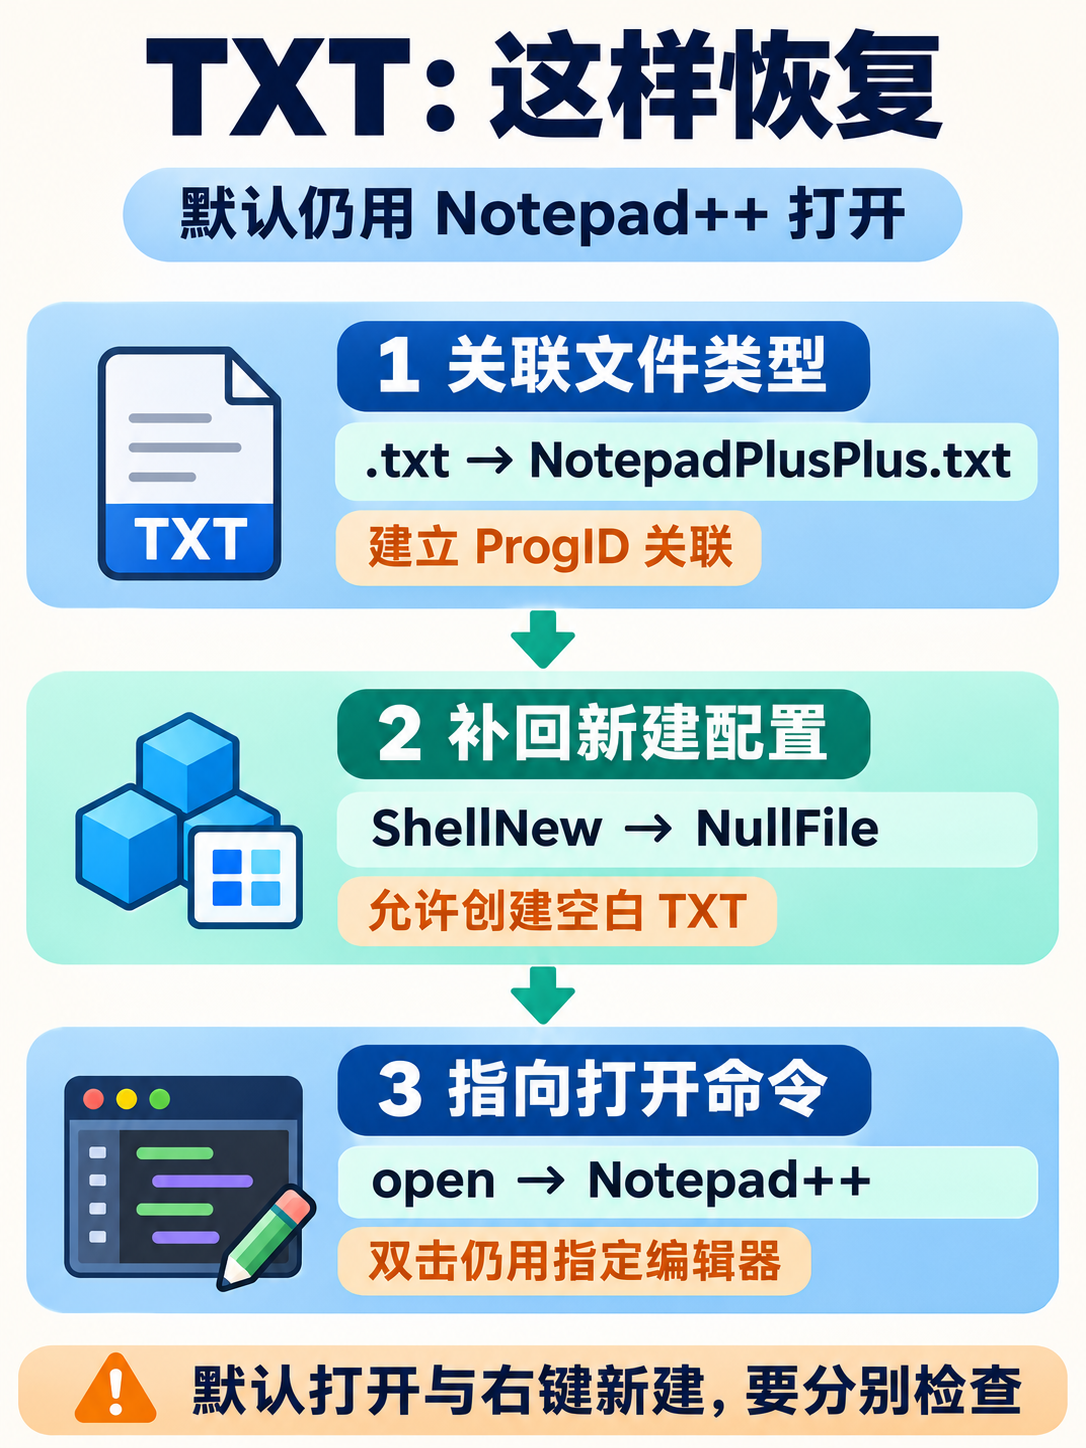 TXT：这样恢复
默认仍用 Notepad++ 打开
1 关联文件类型
.txt → NotepadPlusPlus.txt
建立 ProgID 关联
TXT
2 补回新建配置
ShellNew → NullFile
允许创建空白 TXT
3 指向打开命令
open → Notepad++
双击仍用指定编辑器
默认打开与右键新建，要分别检查